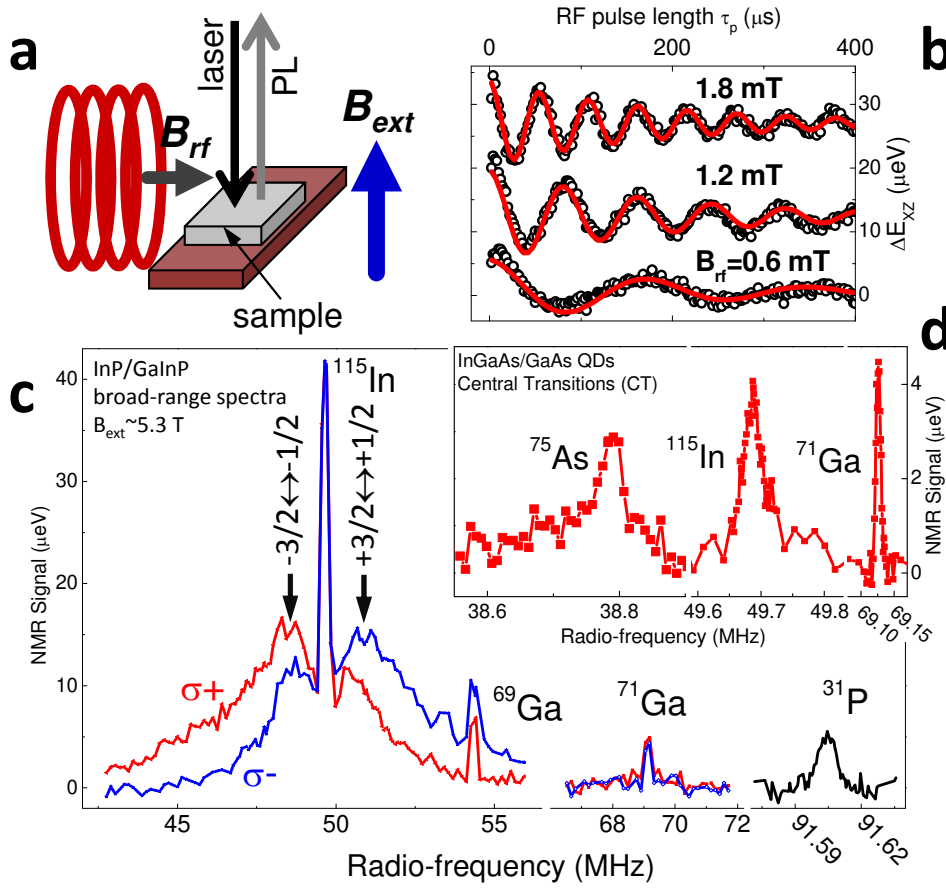 a
laser
PL
B_rf
B_ext
sample
b
RF pulse length τ_p (μs)
0 200 400
1.8 mT
1.2 mT
B_rf=0.6 mT
30
20
10
0
ΔE_XZ (μeV)
c
InP/GaInP
broad-range spectra
B_ext~5.3 T
^115In
-3/2↔-1/2
+3/2↔+1/2
σ+
σ-
^69Ga
^71Ga
^31P
40
30
20
10
0
NMR Signal (μeV)
45 50 55 68 70 72 91.59 91.62
Radio-frequency (MHz)
d
InGaAs/GaAs QDs
Central Transitions (CT)
^75As
^115In
^71Ga
4
2
0
NMR Signal (μeV)
38.6 38.8 49.6 49.7 49.8 69.10 69.15
Radio-frequency (MHz)